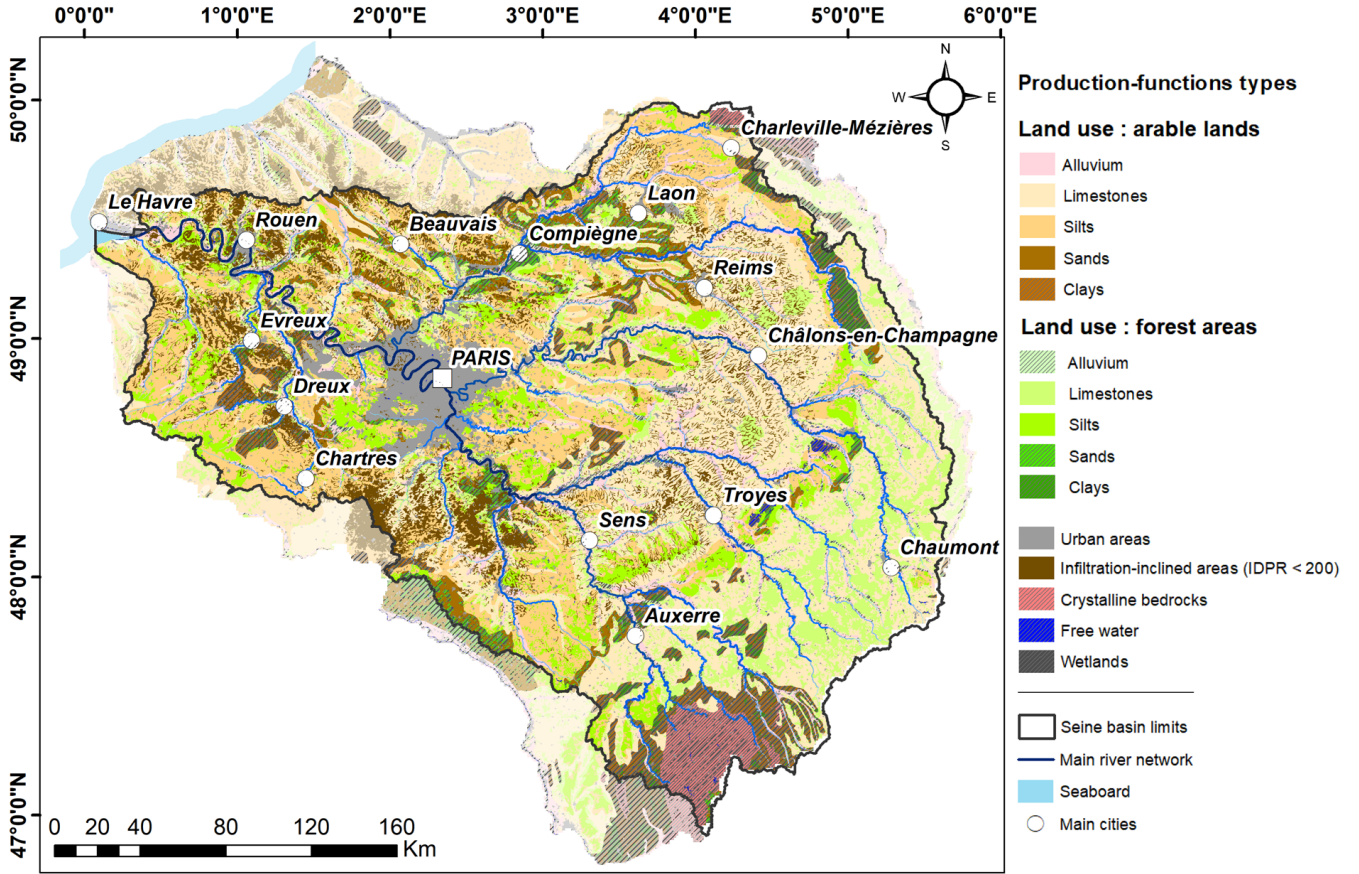 0°0'0"N 1°0'0"E 2°0'0"E 3°0'0"E 4°0'0"E 5°0'0"E 6°0'0"E
50°0'0"N
49°0'0"N
48°0'0"N
47°0'0"N
N
W E
S
Charleville-Mézières
Le Havre
Rouen
Beauvais
Laon
Compiègne
Reims
Evreux
Châlons-en-Champagne
PARIS
Dreux
Chartres
Troyes
Sens
Chaumont
Auxerre
0 20 40 80 120 160
Km
Production-functions types
Land use : arable lands
Alluvium
Limestones
Silts
Sands
Clays
Land use : forest areas
Alluvium
Limestones
Silts
Sands
Clays
Urban areas
Infiltration-inclined areas (IDPR < 200)
Crystalline bedrocks
Free water
Wetlands
Seine basin limits
Main river network
Seaboard
Main cities